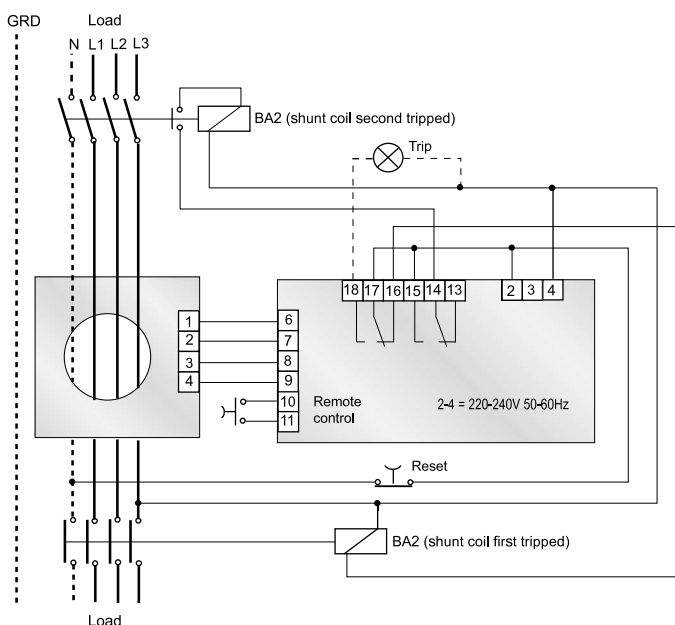 GRD
Load
N L1 L2 L3
BA2 (shunt coil second tripped)
Trip
18 17 16 15 14 13
2 3 4
1
2
3
4
6
7
8
9
10
11
Remote
control
2-4 = 220-240V 50-60Hz
Reset
BA2 (shunt coil first tripped)
Load